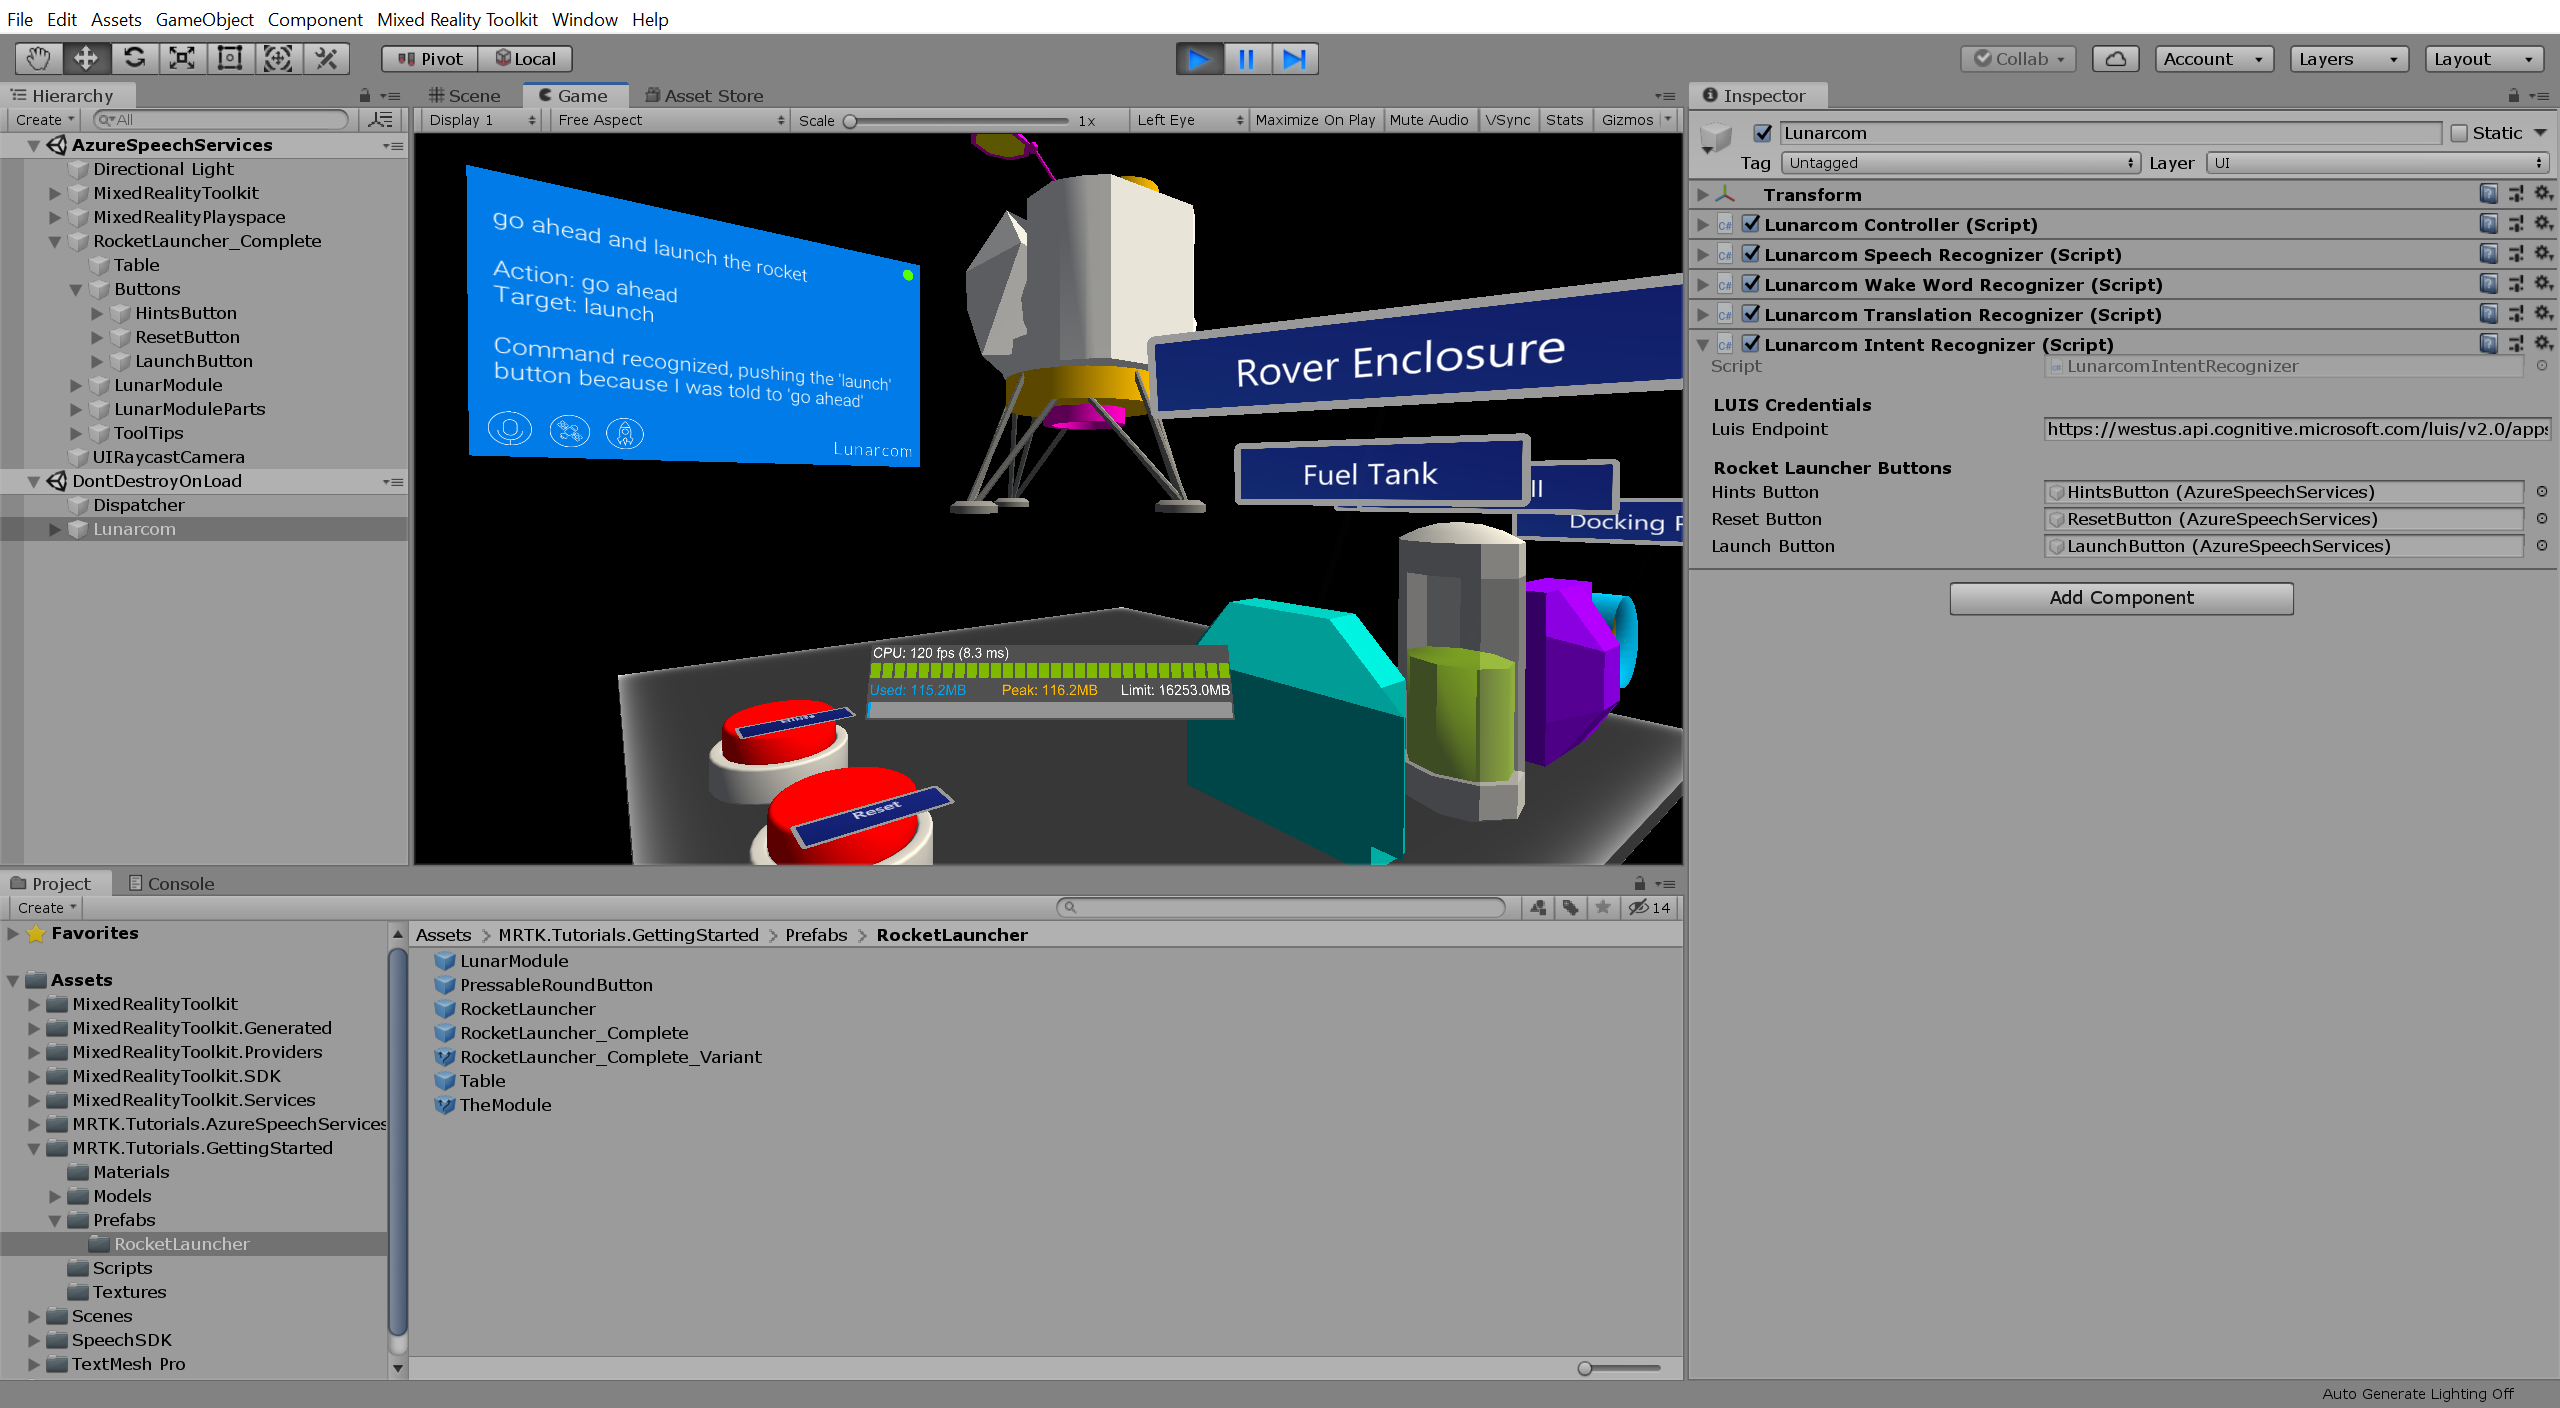 File Edit Assets GameObject Component Mixed Reality Toolkit Window Help
Pivot Local
Collab Account Layers Layout
Hierarchy
Create All
AzureSpeechServices
Directional Light
MixedRealityToolkit
MixedRealityPlayspace
RocketLauncher_Complete
Table
Buttons
HintsButton
ResetButton
LaunchButton
LunarModule
LunarModuleParts
ToolTips
UIRaycastCamera
DontDestroyOnLoad
Dispatcher
Lunarcom
Scene Game Asset Store
Display 1 Free Aspect Scale 1x Left Eye Maximize On Play Mute Audio VSync Stats Gizmos
go ahead and launch the rocket
Action: go ahead
Target: launch
Command recognized, pushing the 'launch'
button because I was told to 'go ahead'
Lunarcom
Rover Enclosure
Fuel Tank
ll
Docking
CPU: 120 fps (8.3 ms)
Used: 115.2MB Peak: 116.2MB Limit: 16253.0MB
Reset
Inspector
Lunarcom Static
Tag Untagged Layer UI
Transform
Lunarcom Controller (Script)
Lunarcom Speech Recognizer (Script)
Lunarcom Wake Word Recognizer (Script)
Lunarcom Translation Recognizer (Script)
Lunarcom Intent Recognizer (Script)
Script LunarcomIntentRecognizer
LUIS Credentials
Luis Endpoint https://westus.api.cognitive.microsoft.com/luis/v2.0/apps
Rocket Launcher Buttons
Hints Button HintsButton (AzureSpeechServices)
Reset Button ResetButton (AzureSpeechServices)
Launch Button LaunchButton (AzureSpeechServices)
Add Component
Project Console
Create 14
Favorites
Assets
MixedRealityToolkit
MixedRealityToolkit.Generated
MixedRealityToolkit.Providers
MixedRealityToolkit.SDK
MixedRealityToolkit.Services
MRTK.Tutorials.AzureSpeechServices
MRTK.Tutorials.GettingStarted
Materials
Models
Prefabs
RocketLauncher
Scripts
Textures
Scenes
SpeechSDK
TextMesh Pro
Assets > MRTK.Tutorials.GettingStarted > Prefabs > RocketLauncher
LunarModule
PressableRoundButton
RocketLauncher
RocketLauncher_Complete
RocketLauncher_Complete_Variant
Table
TheModule
Auto Generate Lighting Off